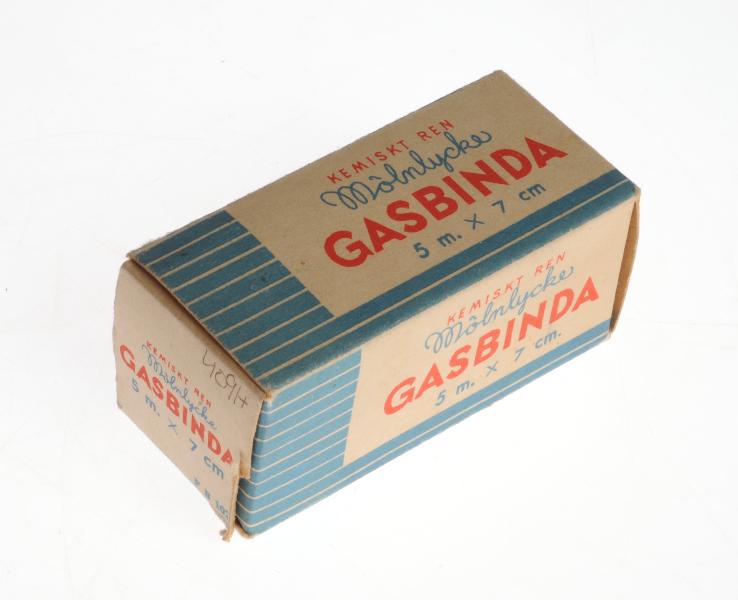 KEMISKT REN
Mölnlycke
GASBINDA
5 m. X 7 cm
KEMISKT REN
Mölnlycke
GASBINDA
5 m. X 7 cm.
KEMISKT REN
Mölnlycke
GASBINDA
5 m. X 7 cm